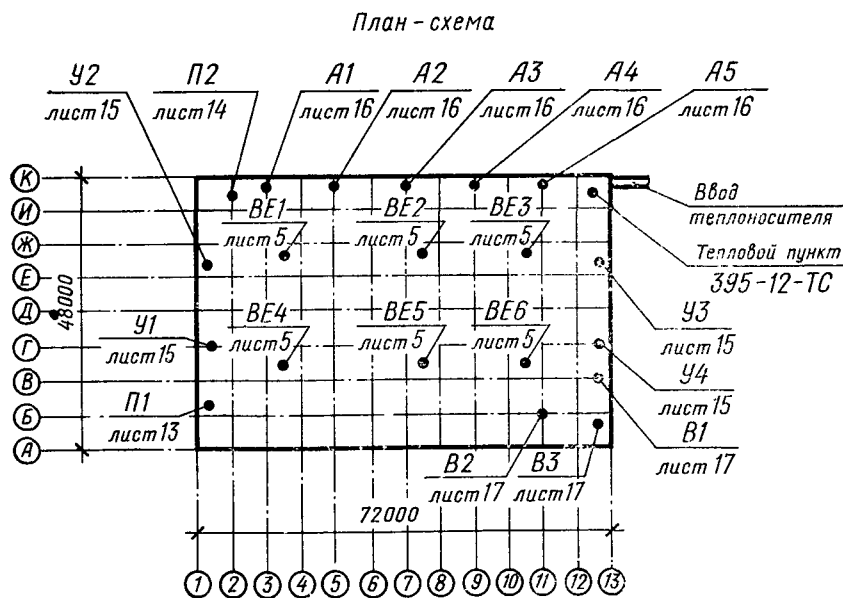 План-схема
У2
лист 15
П2
лист 14
А1
лист 16
А2
лист 16
А3
лист 16
А4
лист 16
А5
лист 16
К
И
Ж
Е
Д
Г
В
Б
А
48000
ВЕ1
лист 5
ВЕ2
лист 5
ВЕ3
лист 5
Ввод
теплоносителя
Тепловой пункт
395-12-ТС
ВЕ4
лист 5
ВЕ5
лист 5
ВЕ6
лист 5
У1
лист 15
У3
лист 15
П1
лист 13
У4
лист 15
В2
лист 17
В3
лист 17
В1
лист 17
72000
1 2 3 4 5 6 7 8 9 10 11 12 13